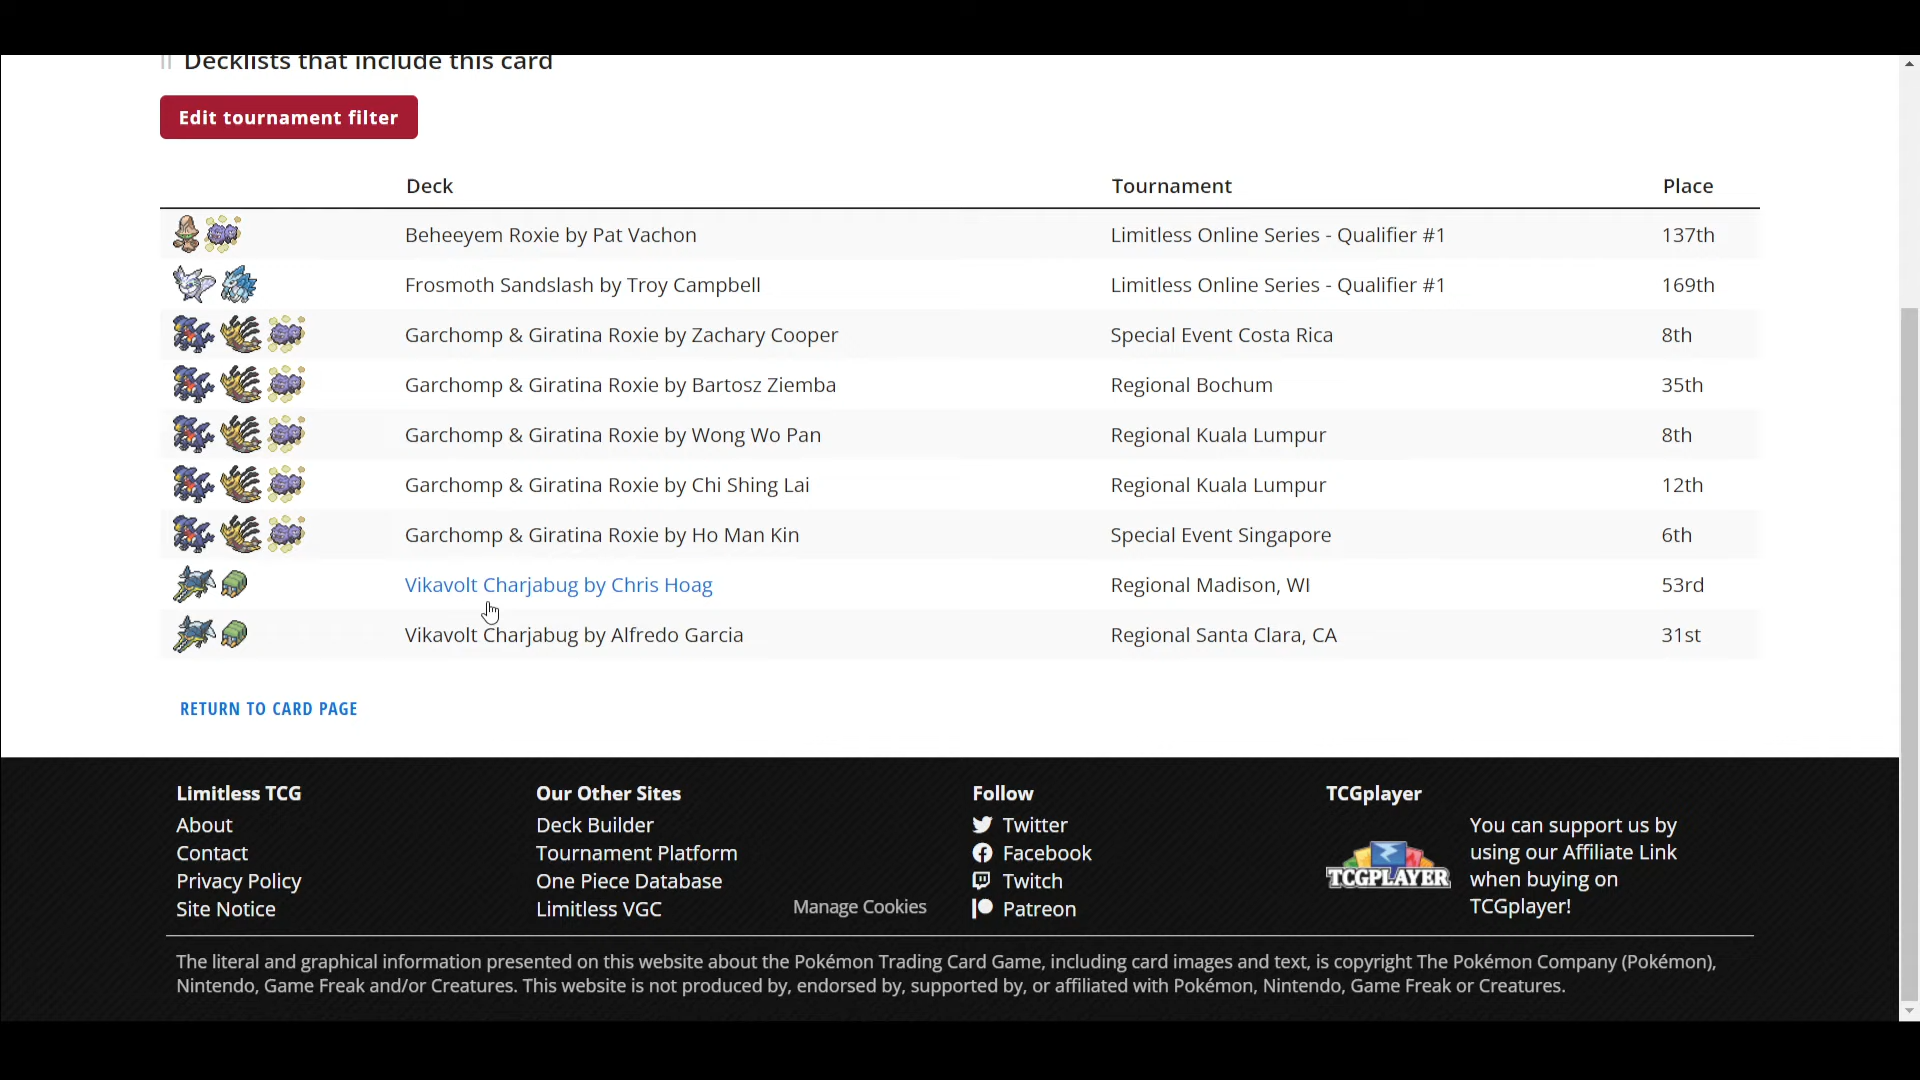 Decklists that include this card
Edit tournament filter
Deck Tournament Place
Beheeyem Roxie by Pat Vachon Limitless Online Series - Qualifier #1 137th
Frosmoth Sandslash by Troy Campbell Limitless Online Series - Qualifier #1 169th
Garchomp & Giratina Roxie by Zachary Cooper Special Event Costa Rica 8th
Garchomp & Giratina Roxie by Bartosz Ziemba Regional Bochum 35th
Garchomp & Giratina Roxie by Wong Wo Pan Regional Kuala Lumpur 8th
Garchomp & Giratina Roxie by Chi Shing Lai Regional Kuala Lumpur 12th
Garchomp & Giratina Roxie by Ho Man Kin Special Event Singapore 6th
Vikavolt Charjabug by Chris Hoag Regional Madison, WI 53rd
Vikavolt Charjabug by Alfredo Garcia Regional Santa Clara, CA 31st
RETURN TO CARD PAGE
Limitless TCG
About
Contact
Privacy Policy
Site Notice
Our Other Sites
Deck Builder
Tournament Platform
One Piece Database
Limitless VGC
Manage Cookies
Follow
Twitter
Facebook
Twitch
Patreon
TCGplayer
TCGPLAYER
You can support us by
using our Affiliate Link
when buying on
TCGplayer!
The literal and graphical information presented on this website about the Pokémon Trading Card Game, including card images and text, is copyright The Pokémon Company (Pokémon),
Nintendo, Game Freak and/or Creatures. This website is not produced by, endorsed by, supported by, or affiliated with Pokémon, Nintendo, Game Freak or Creatures.